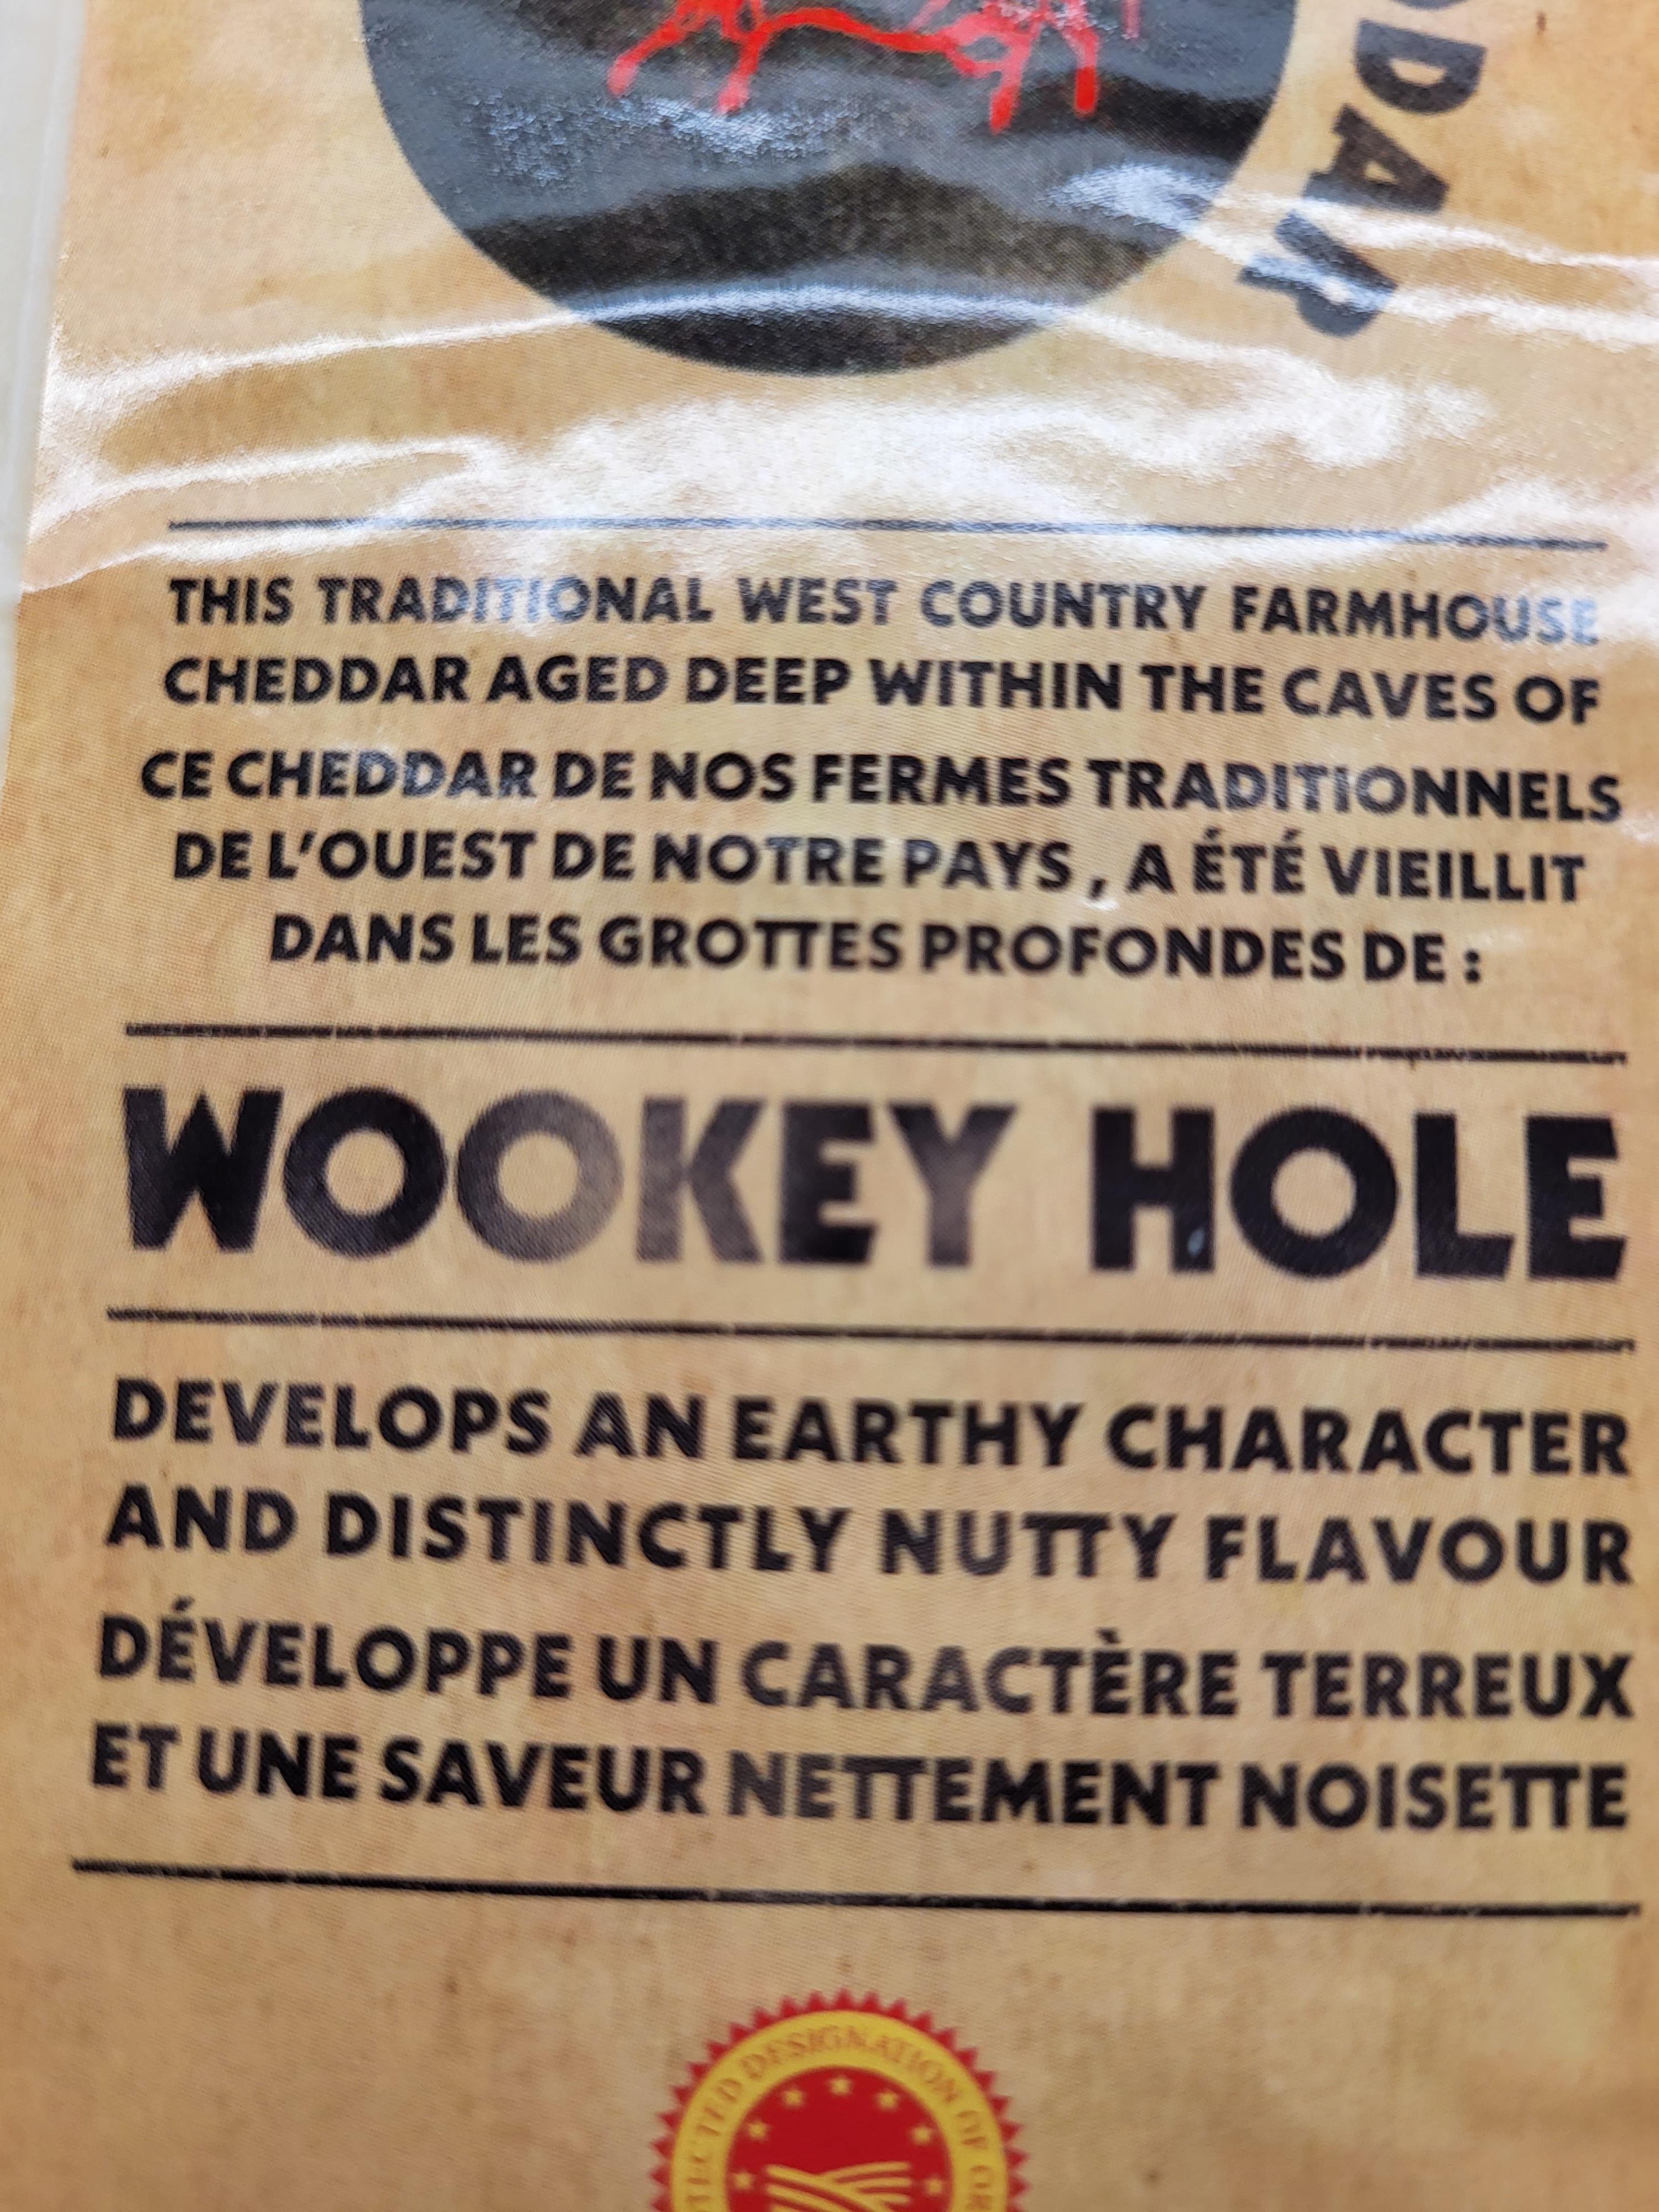 THIS TRADITIONAL WEST COUNTRY FARMHOUSE
CHEDDAR AGED DEEP WITHIN THE CAVES OF
CE CHEDDAR DE NOS FERMES TRADITIONNELS
DE L'OUEST DE NOTRE PAYS , A ÉTÉ VIEILLIT
DANS LES GROTTES PROFONDES DE :
WOOKEY HOLE
DEVELOPS AN EARTHY CHARACTER
AND DISTINCTLY NUTTY FLAVOUR
DÉVELOPPE UN CARACTÈRE TERREUX
ET UNE SAVEUR NETTEMENT NOISETTE
DESIGNATION OF